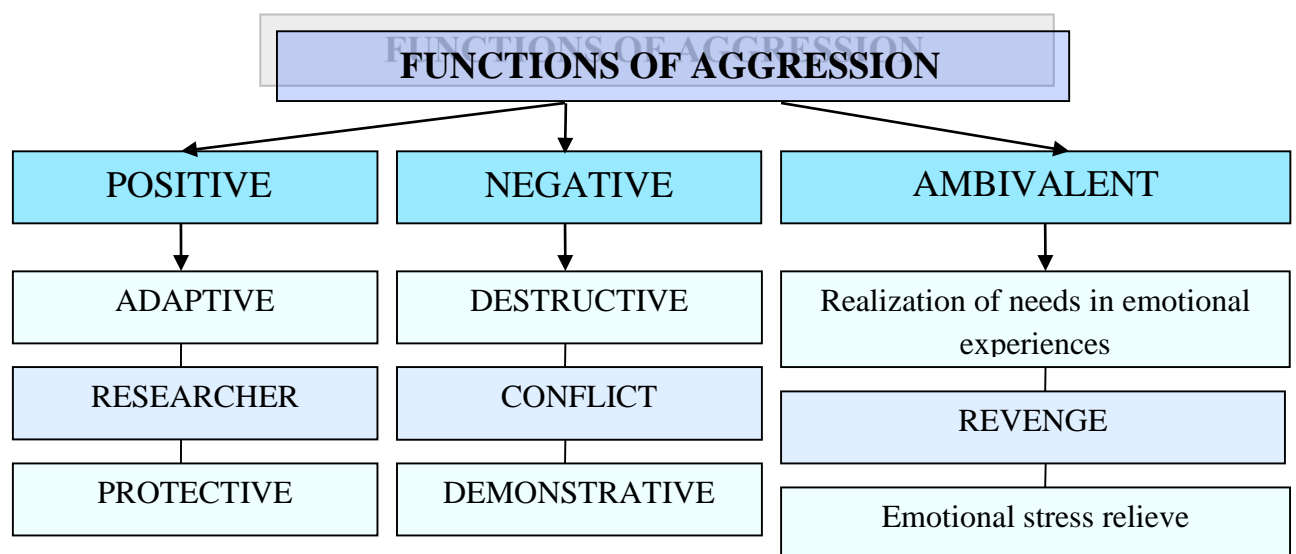 FUNCTIONS OF AGGRESSION
FUNCTIONS OF AGGRESSION
POSITIVE
NEGATIVE
AMBIVALENT
ADAPTIVE
DESTRUCTIVE
Realization of needs in emotional
experiences
RESEARCHER
CONFLICT
REVENGE
PROTECTIVE
DEMONSTRATIVE
Emotional stress relieve